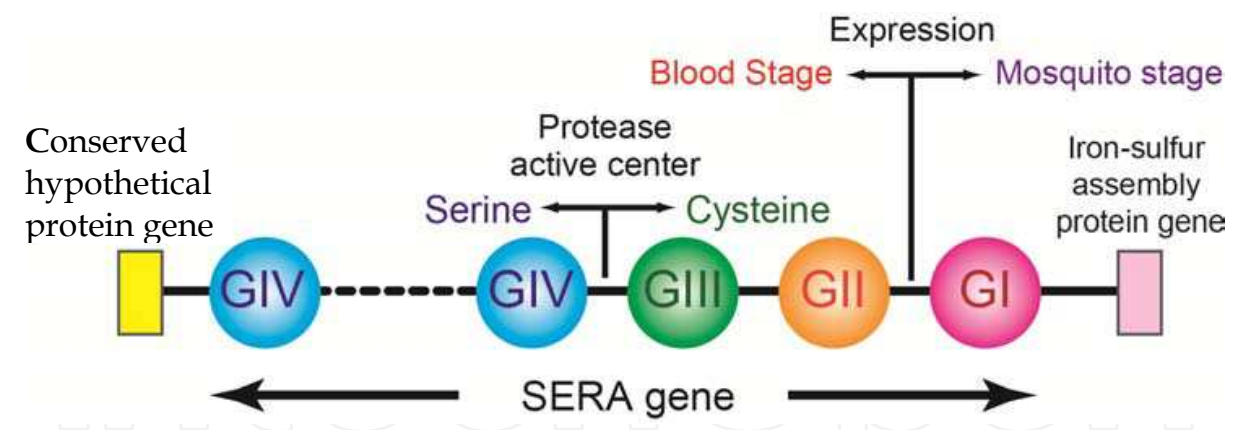 Expression
Blood Stage
Mosquito stage
Conserved
hypothetical
protein gene
Protease
active center
Serine
Cysteine
Iron-sulfur
assembly
protein gene
GIV
GIV
GIII
GII
GI
SERA gene